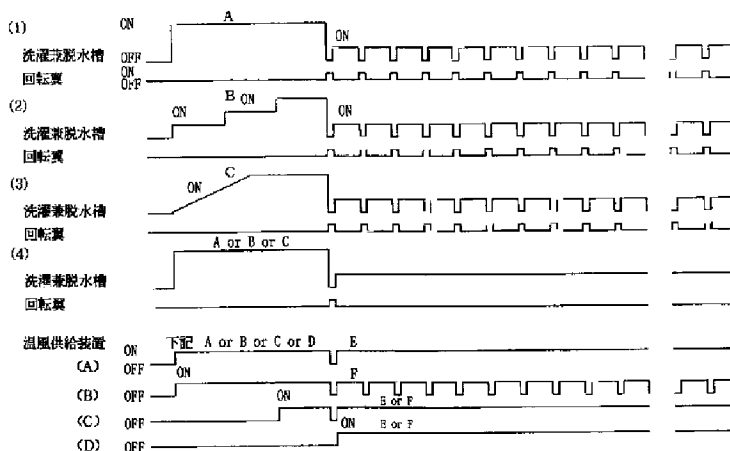 (1)
ON A
ON
洗濯兼脱水槽 OFF
ON
回転翼 OFF
(2)
B
ON ON ON
洗濯兼脱水槽
回転翼
(3)
C
ON ON
洗濯兼脱水槽
回転翼
(4)
A or B or C
洗濯兼脱水槽
回転翼
温風供給装置 下記 A or B or C or D E
ON
(A) OFF
ON F
(B) OFF
ON E or F
(C) OFF
ON E or F
(D) OFF